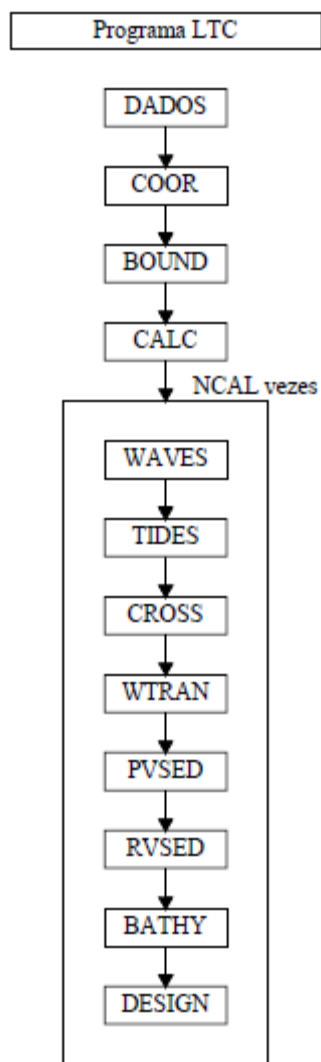 Programa LTC
DADOS
COOR
BOUND
CALC
NCAL vezes
WAVES
TIDES
CROSS
WTRAN
PVSED
RVSED
BATHY
DESIGN